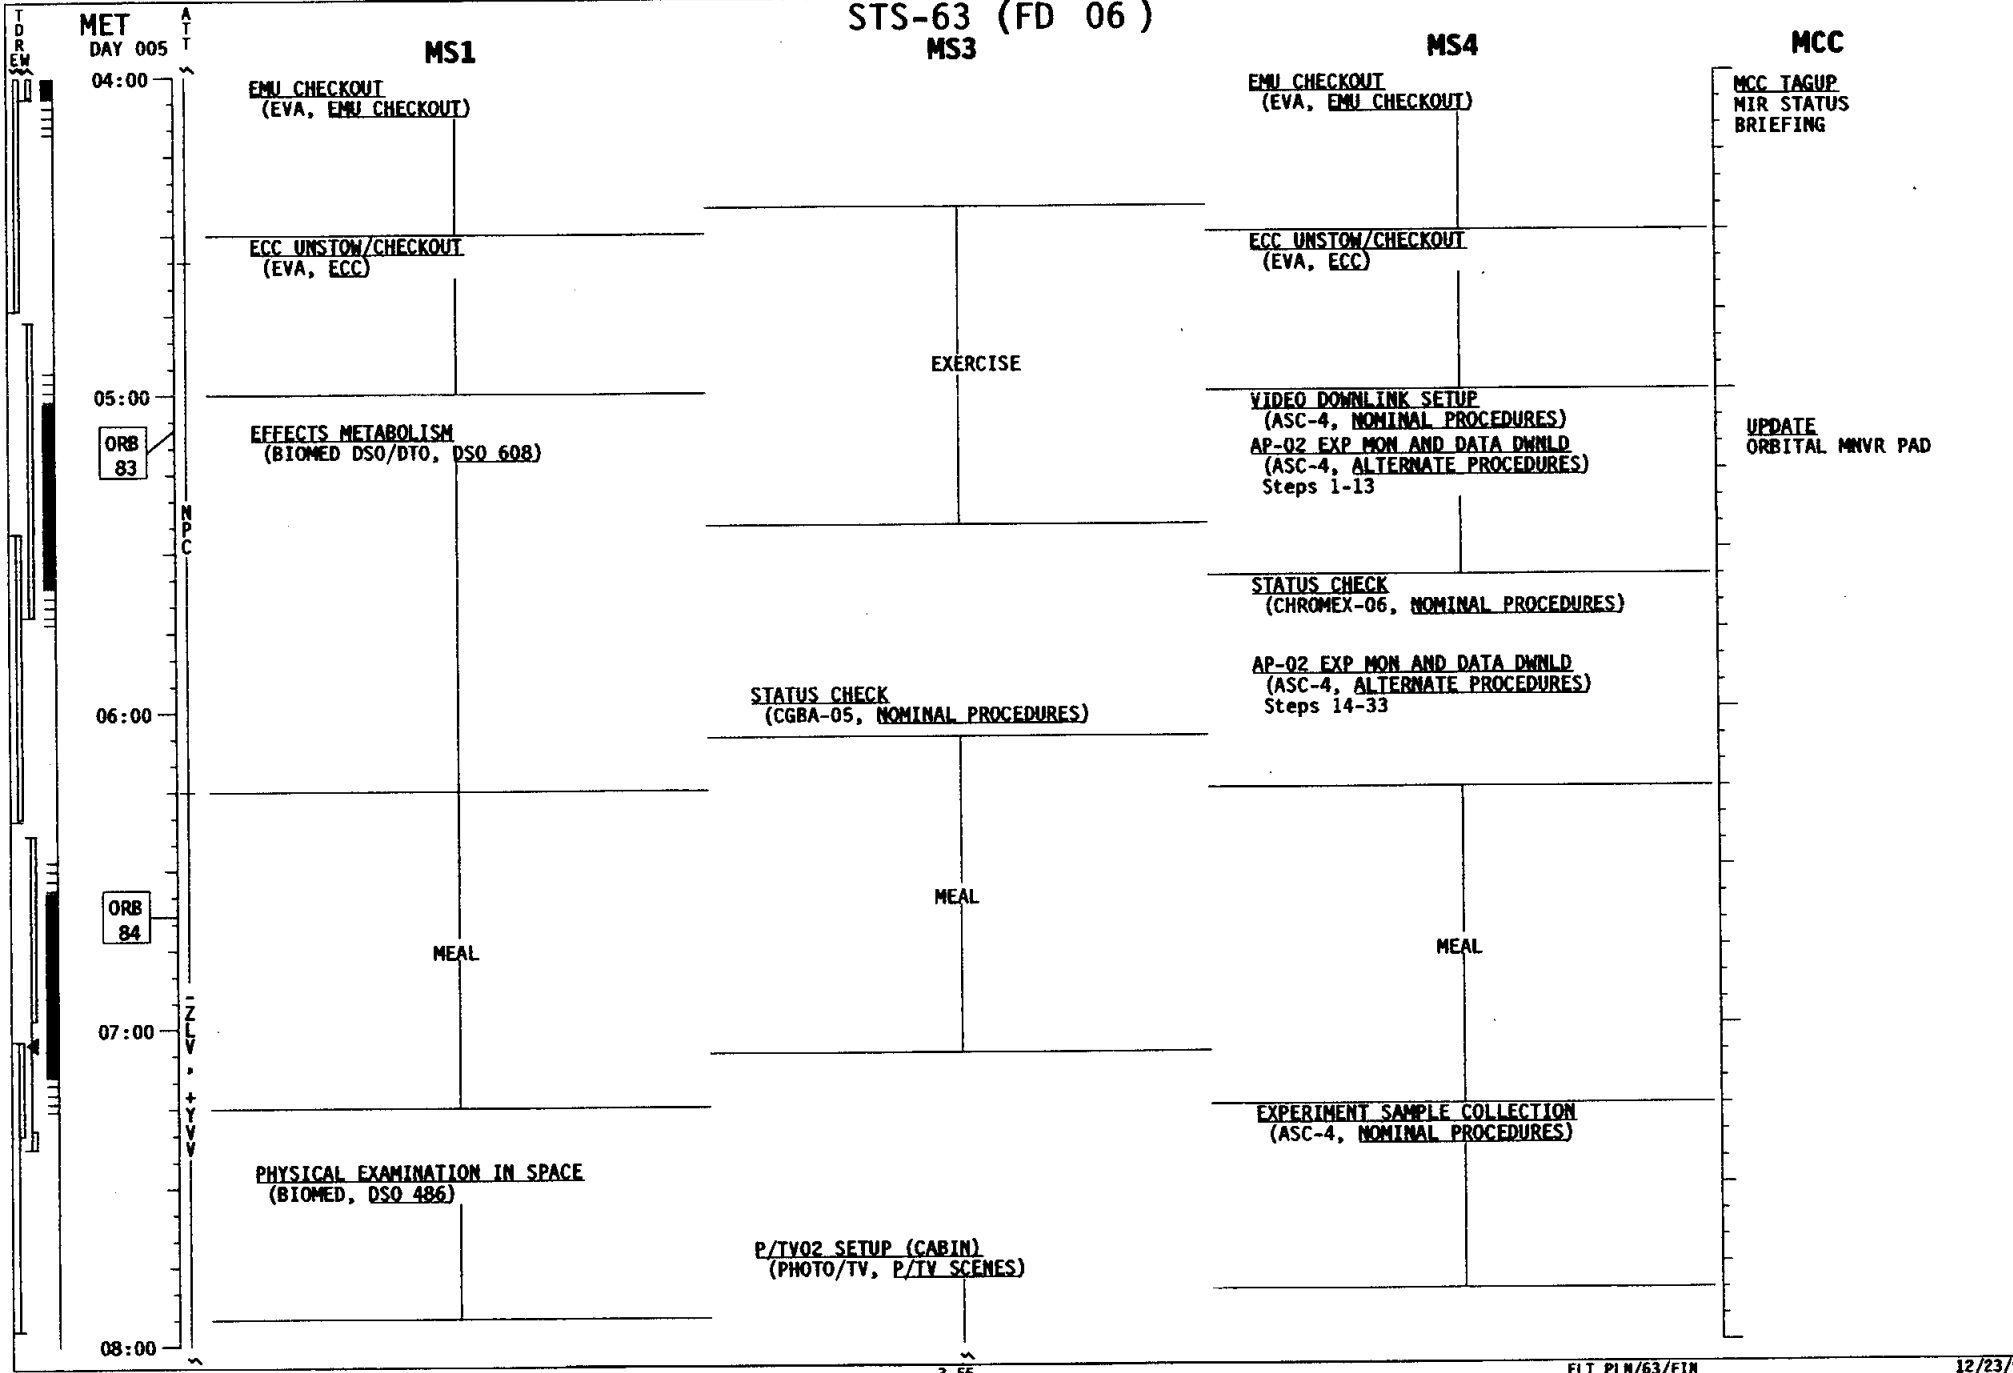 STS-63 (FD 06)
TDRE W
MET
DAY 005
ATT
MS1
MS3
MS4
MCC
04:00
EMU CHECKOUT
(EVA, EMU CHECKOUT)
EMU CHECKOUT
(EVA, EMU CHECKOUT)
MCC TAGUP
MIR STATUS
BRIEFING
ECC UNSTOW/CHECKOUT
(EVA, ECC)
ECC UNSTOW/CHECKOUT
(EVA, ECC)
EXERCISE
05:00
VIDEO DOWNLINK SETUP
(ASC-4, NOMINAL PROCEDURES)
ORB
83
EFFECTS METABOLISM
(BIOMED DSO/DTO, DSO 608)
AP-02 EXP MON AND DATA DWNLD
(ASC-4, ALTERNATE PROCEDURES)
Steps 1-13
UPDATE
ORBITAL MNVR PAD
NPC
STATUS CHECK
(CHROMEX-06, NOMINAL PROCEDURES)
AP-02 EXP MON AND DATA DWNLD
(ASC-4, ALTERNATE PROCEDURES)
Steps 14-33
06:00
STATUS CHECK
(CGBA-05, NOMINAL PROCEDURES)
ORB
84
MEAL
MEAL
MEAL
07:00
-ZLV, +YVV
EXPERIMENT SAMPLE COLLECTION
(ASC-4, NOMINAL PROCEDURES)
PHYSICAL EXAMINATION IN SPACE
(BIOMED, DSO 486)
P/TV02 SETUP (CABIN)
(PHOTO/TV, P/TV SCENES)
08:00
FLT PLN/63/FIN
12/23/